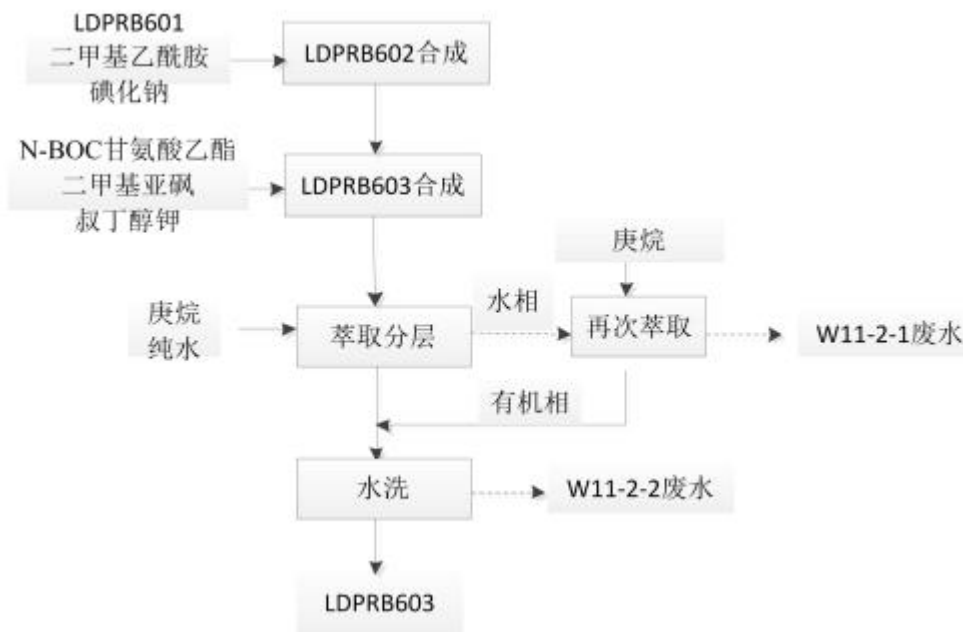 LDPRB601
二甲基乙酰胺
碘化钠
LDPRB602合成
N-BOC甘氨酸乙酯
二甲基亚砜
叔丁醇钾
LDPRB603合成
庚烷
水相
庚烷
纯水
萃取分层
再次萃取
W11-2-1废水
有机相
水洗
W11-2-2废水
LDPRB603